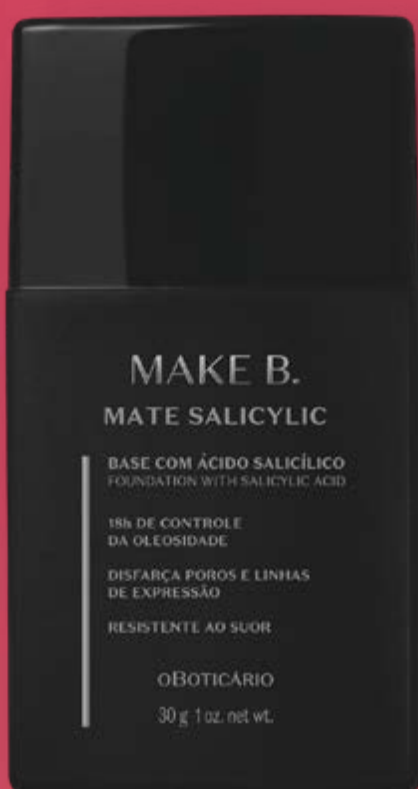 MAKE B.
MATE SALICYLIC
BASE COM ÁCIDO SALICÍLICO
FOUNDATION WITH SALICYLIC ACID
18h DE CONTROLE
DA OLEOSIDADE
DISFARÇA POROS E LINHAS
DE EXPRESSÃO
RESISTENTE AO SUOR
oBOTICÁRIO
30 g 1 oz. net wt.